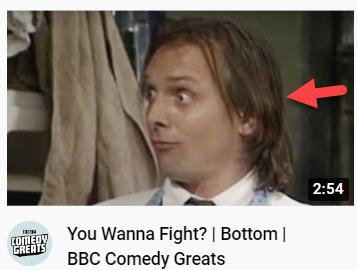 2:54
You Wanna Fight? | Bottom |
BBC Comedy Greats
BBC
COMEDY
GREATS